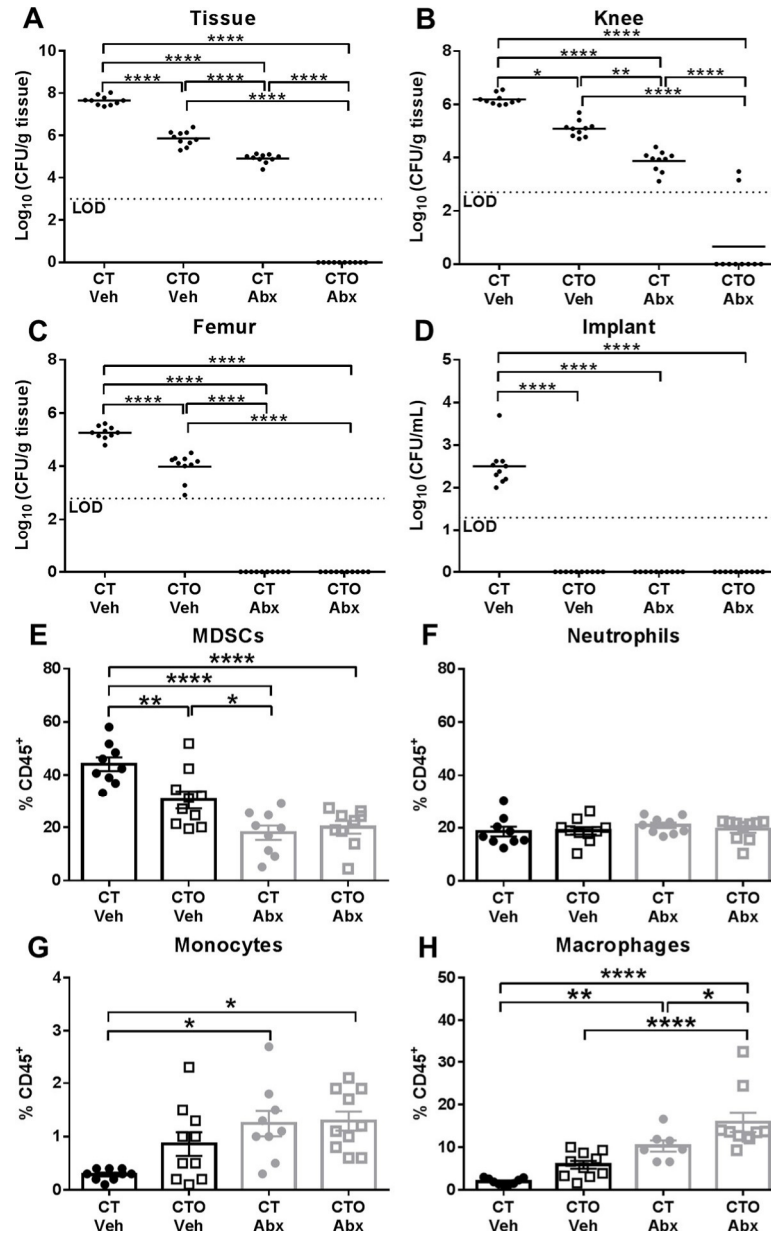 A
Tissue
Log10 (CFU/g tissue)
10
8
6
4
2
0
****
****
**** **** ****
****
LOD
CT CTO CT CTO
Veh Veh Abx Abx
B
Knee
Log10 (CFU/g tissue)
8
6
4
2
0
****
****
* ** ****
****
LOD
CT CTO CT CTO
Veh Veh Abx Abx
C
Femur
Log10 (CFU/g tissue)
8
6
4
2
0
****
****
**** ****
****
LOD
CT CTO CT CTO
Veh Veh Abx Abx
D
Implant
Log10 (CFU/mL)
5
4
3
2
1
0
****
****
****
LOD
CT CTO CT CTO
Veh Veh Abx Abx
E
MDSCs
% CD45+
80
60
40
20
0
****
****
** *
CT CTO CT CTO
Veh Veh Abx Abx
F
Neutrophils
% CD45+
80
60
40
20
0
CT CTO CT CTO
Veh Veh Abx Abx
G
Monocytes
% CD45+
4
3
2
1
0
*
*
CT CTO CT CTO
Veh Veh Abx Abx
H
Macrophages
% CD45+
50
40
30
20
10
0
****
** *
****
CT CTO CT CTO
Veh Veh Abx Abx